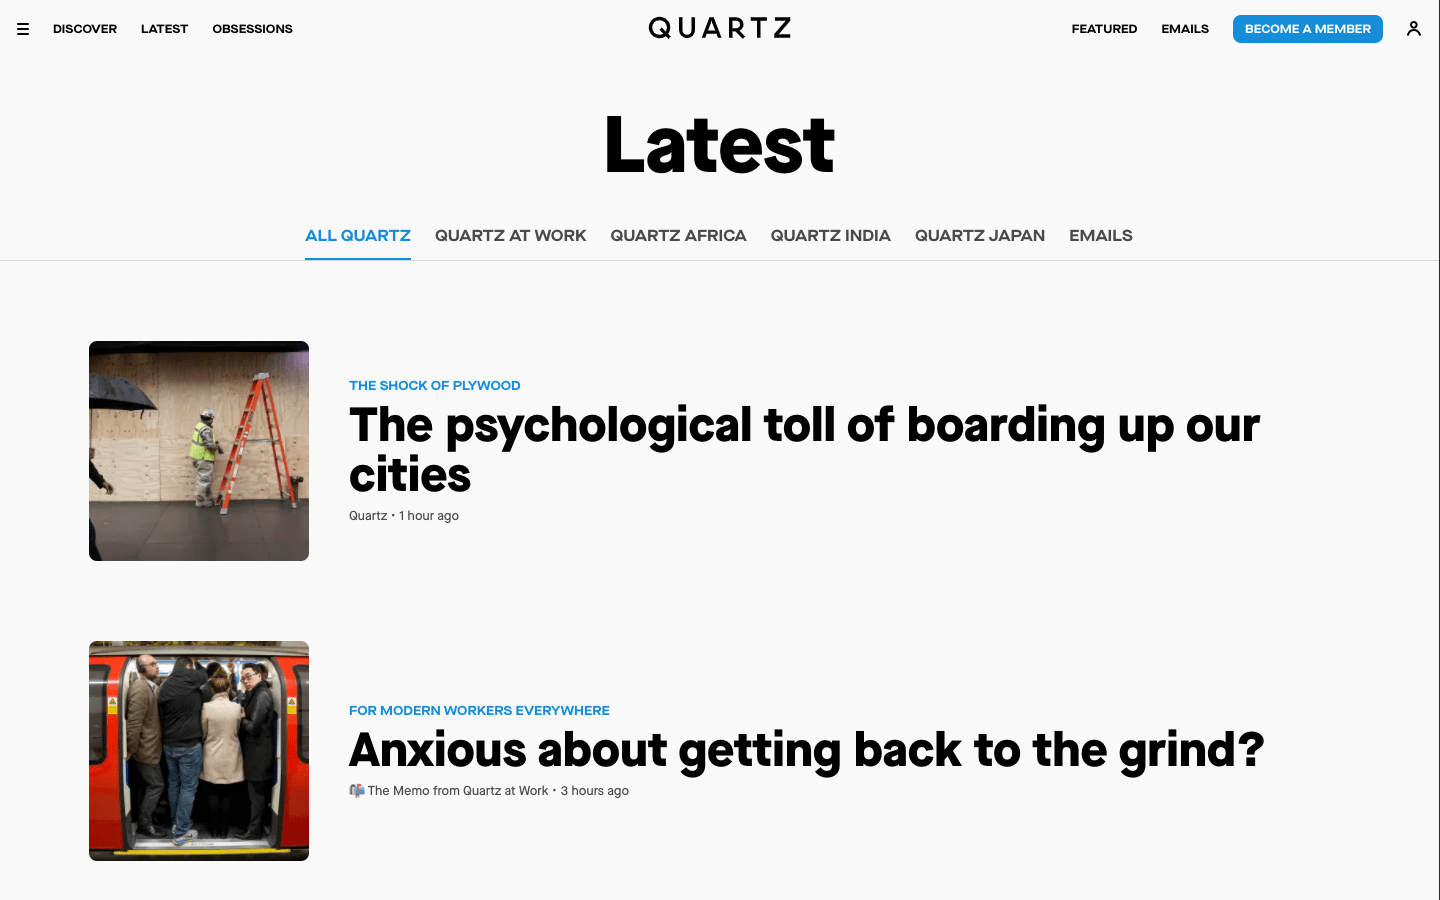 DISCOVER LATEST OBSESSIONS QUARTZ FEATURED EMAILS BECOME A MEMBER
Latest
ALL QUARTZ QUARTZ AT WORK QUARTZ AFRICA QUARTZ INDIA QUARTZ JAPAN EMAILS
THE SHOCK OF PLYWOOD
The psychological toll of boarding up our
cities
Quartz • 1 hour ago
FOR MODERN WORKERS EVERYWHERE
Anxious about getting back to the grind?
📬 The Memo from Quartz at Work • 3 hours ago